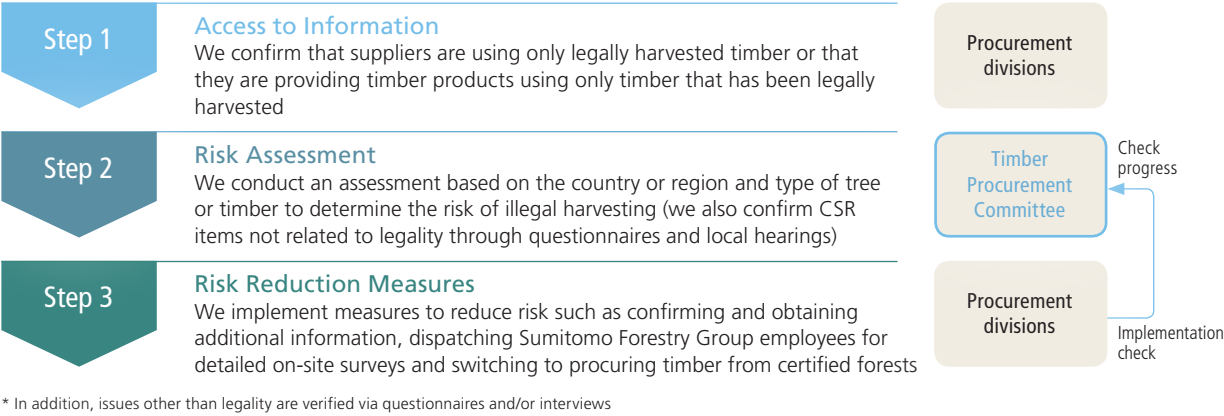 Step 1
Access to Information
We confirm that suppliers are using only legally harvested timber or that
they are providing timber products using only timber that has been legally
harvested
Procurement
divisions
Step 2
Risk Assessment
We conduct an assessment based on the country or region and type of tree
or timber to determine the risk of illegal harvesting (we also confirm CSR
items not related to legality through questionnaires and local hearings)
Timber
Procurement
Committee
Check
progress
Step 3
Risk Reduction Measures
We implement measures to reduce risk such as confirming and obtaining
additional information, dispatching Sumitomo Forestry Group employees for
detailed on-site surveys and switching to procuring timber from certified forests
Procurement
divisions
Implementation
check
* In addition, issues other than legality are verified via questionnaires and/or interviews